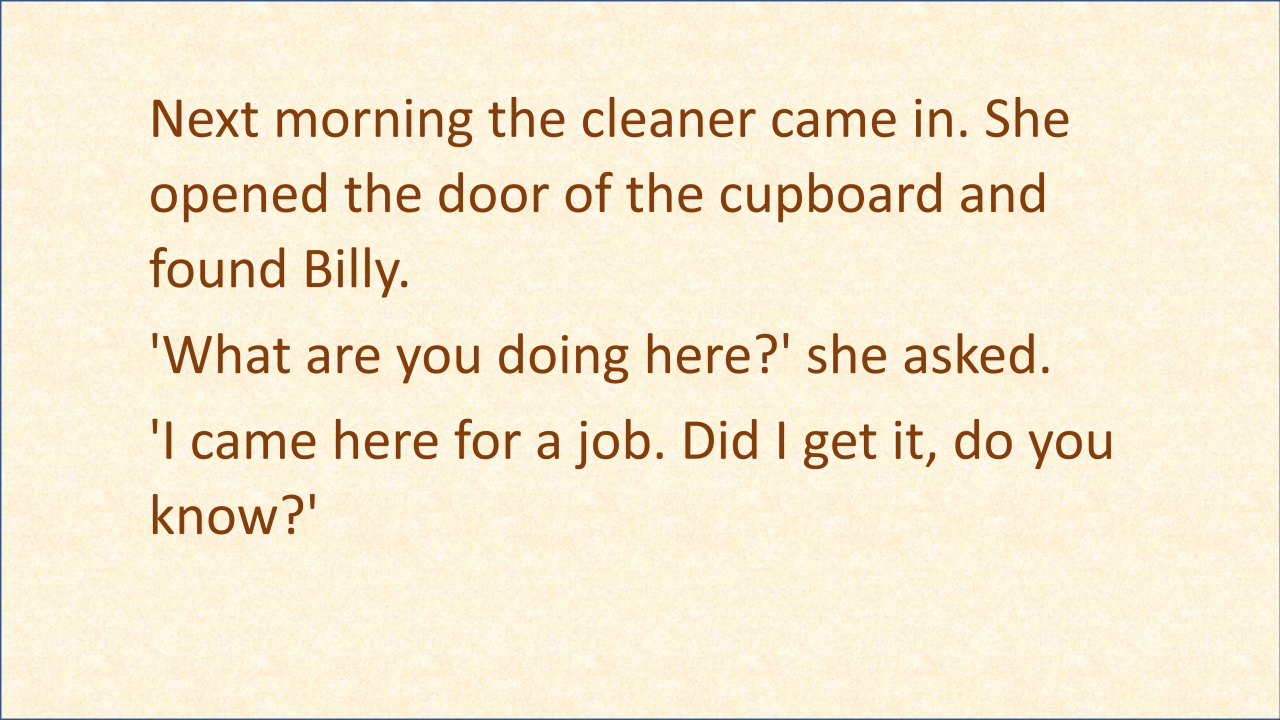 Next morning the cleaner came in. She
opened the door of the cupboard and
found Billy.
'What are you doing here?' she asked.
'I came here for a job. Did I get it, do you
know?'